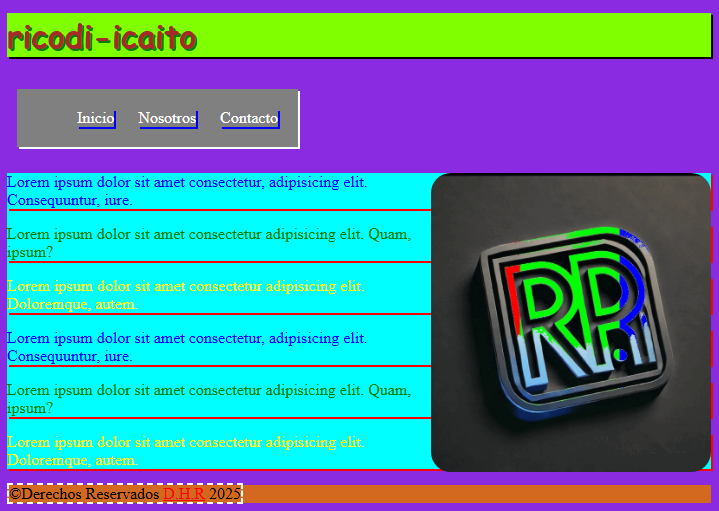 ricodi-icaito
Inicio Nosotros Contacto
Lorem ipsum dolor sit amet consectetur, adipisicing elit.
Consequuntur, iure.
Lorem ipsum dolor sit amet consectetur adipisicing elit. Quam,
ipsum?
Lorem ipsum dolor sit amet consectetur adipisicing elit.
Doloremque, autem.
Lorem ipsum dolor sit amet consectetur, adipisicing elit.
Consequuntur, iure.
Lorem ipsum dolor sit amet consectetur adipisicing elit. Quam,
ipsum?
Lorem ipsum dolor sit amet consectetur adipisicing elit.
Doloremque, autem.
©Derechos Reservados D.H.R 2025